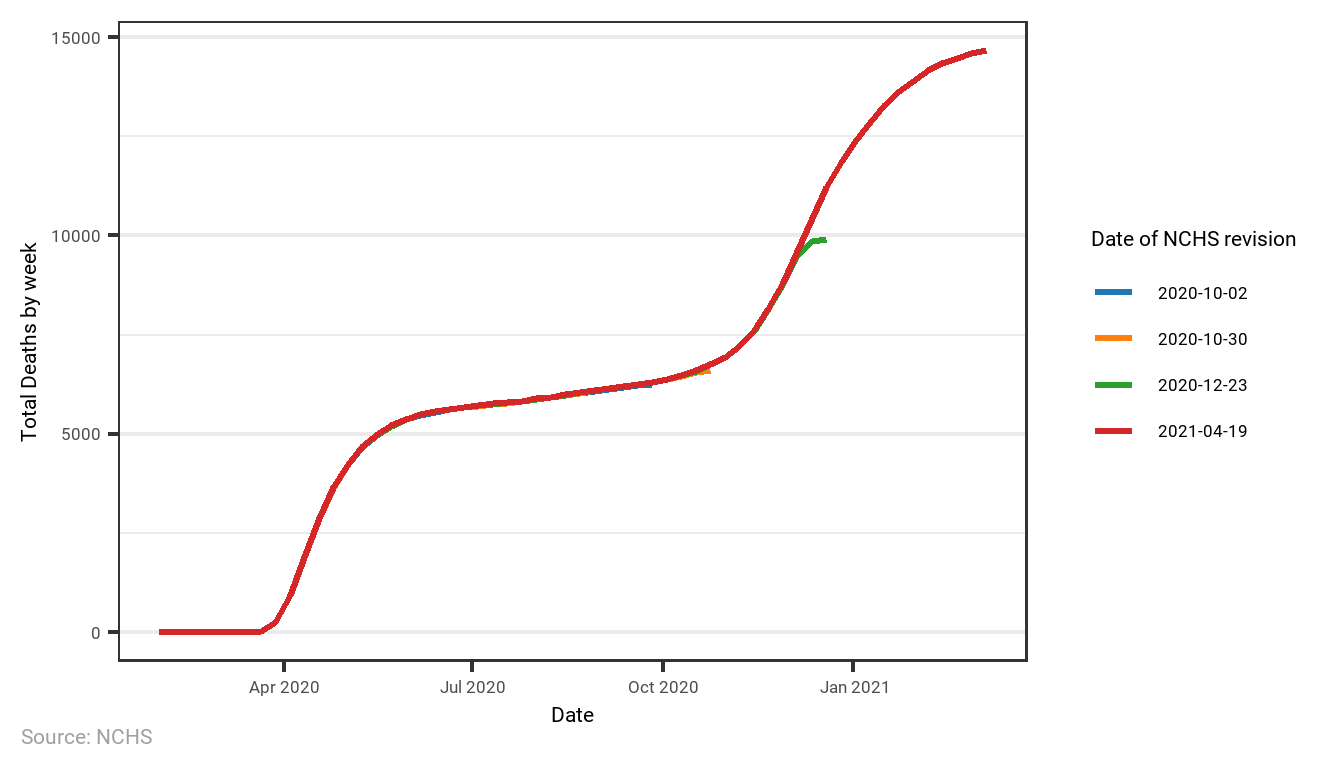 15000
10000
5000
0
Total Deaths by week
Apr 2020
Jul 2020
Oct 2020
Jan 2021
Date
Date of NCHS revision
2020-10-02
2020-10-30
2020-12-23
2021-04-19
Source: NCHS